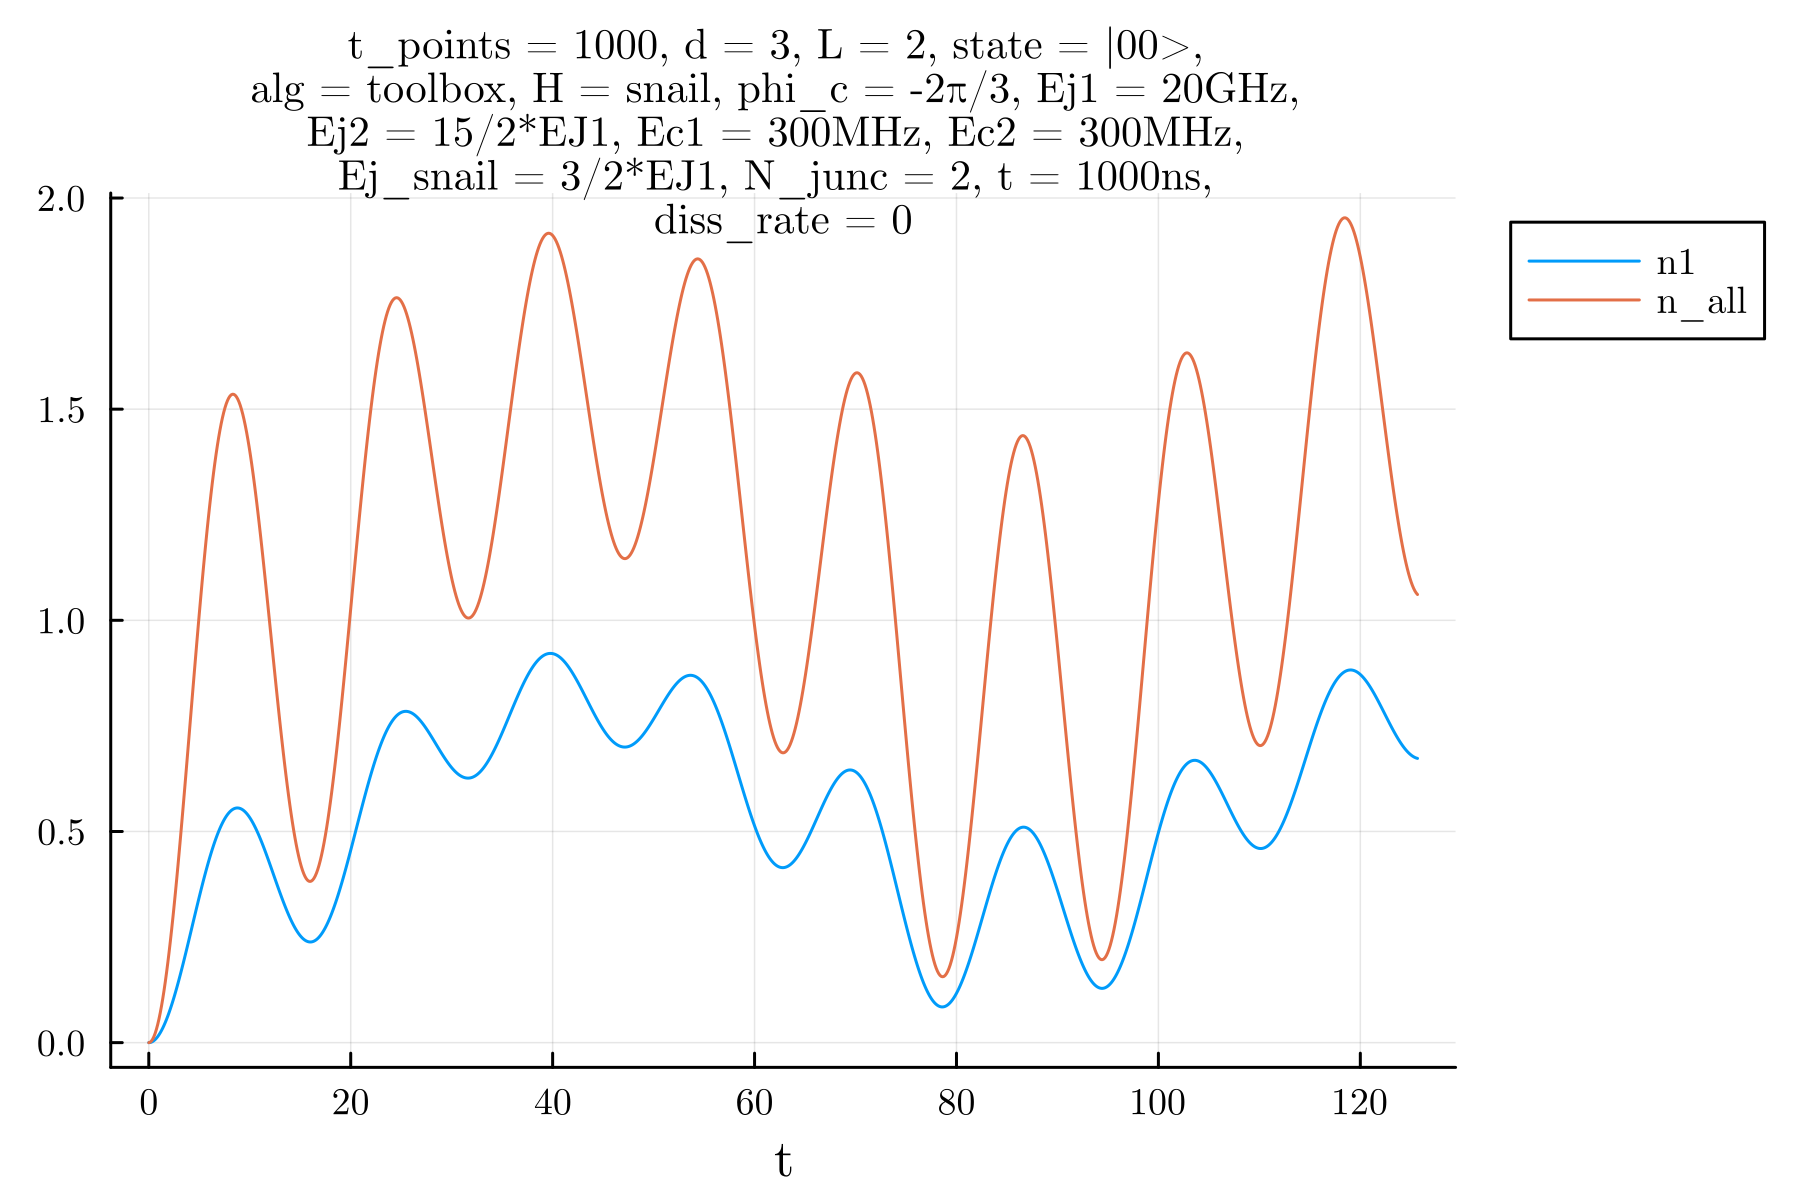 t_points = 1000, d = 3, L = 2, state = |00>,
alg = toolbox, H = snail, phi_c = -2π/3, Ej1 = 20GHz,
Ej2 = 15/2*EJ1, Ec1 = 300MHz, Ec2 = 300MHz,
Ej_snail = 3/2*EJ1, N_junc = 2, t = 1000ns,
diss_rate = 0
2.0
1.5
1.0
0.5
0.0
n1
n_all
0 20 40 60 80 100 120
t